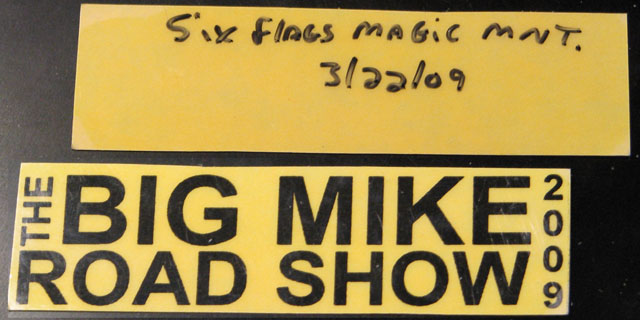 Six Flags Magic Mnt.
3/22/09
THE BIG MIKE 2009
ROAD SHOW